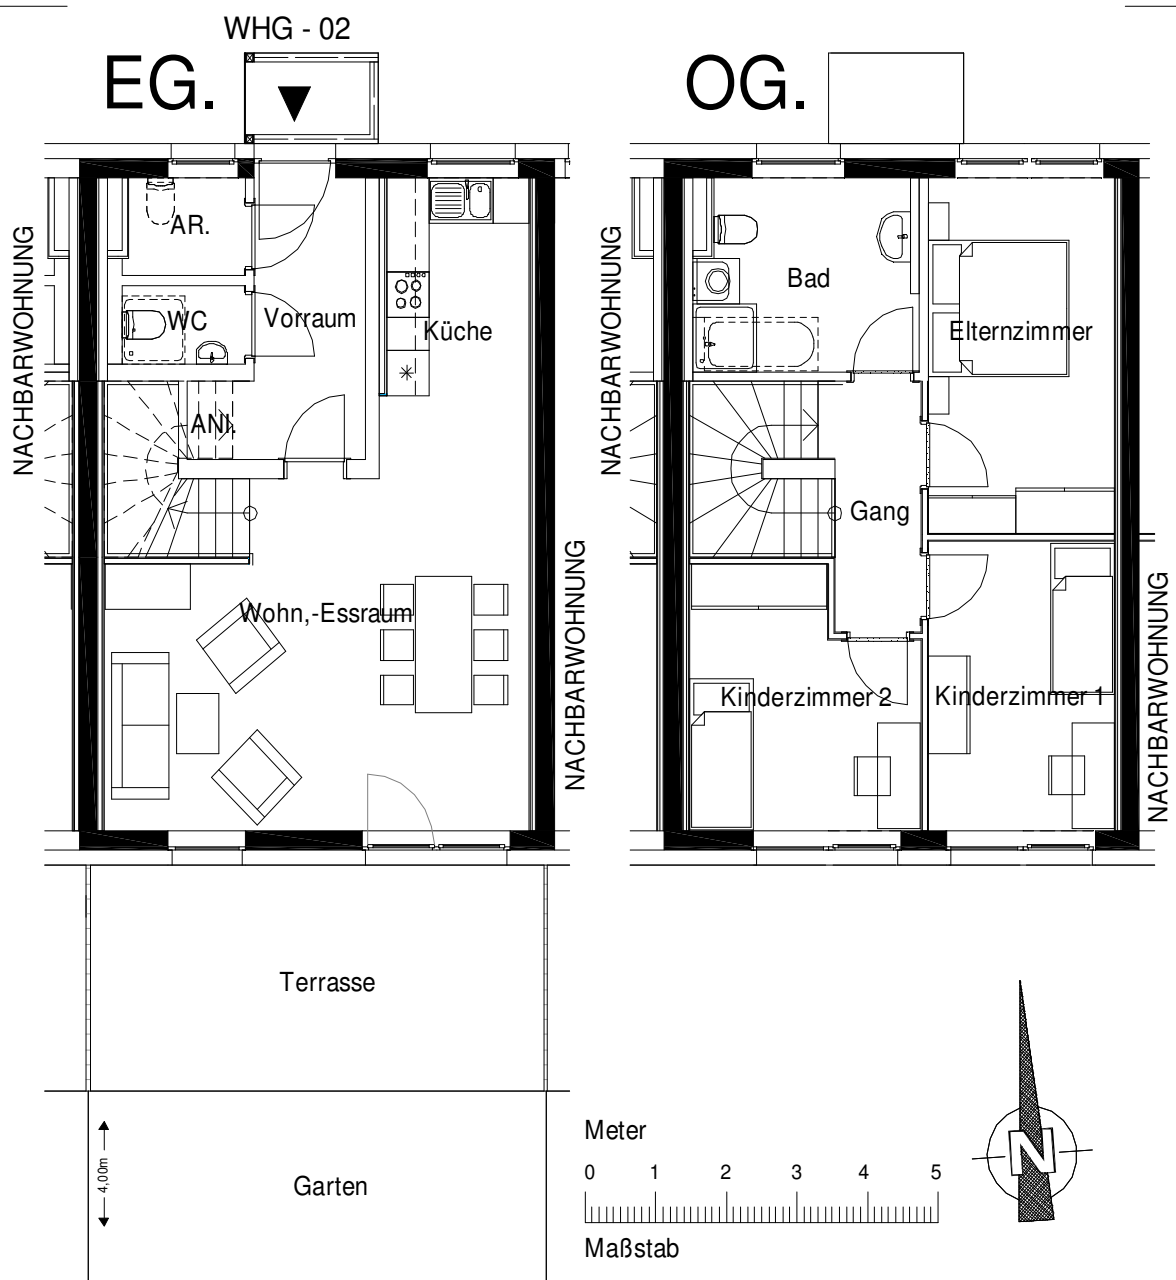 WHG - 02
EG.
OG.
AR.
WC
Vorraum
Küche
ANI.
Wohn,-Essraum
NACHBARWOHNUNG
NACHBARWOHNUNG
Bad
Elternzimmer
Gang
Kinderzimmer 2
Kinderzimmer 1
NACHBARWOHNUNG
NACHBARWOHNUNG
Terrasse
4,00m
Garten
Meter
0 1 2 3 4 5
Maßstab
N